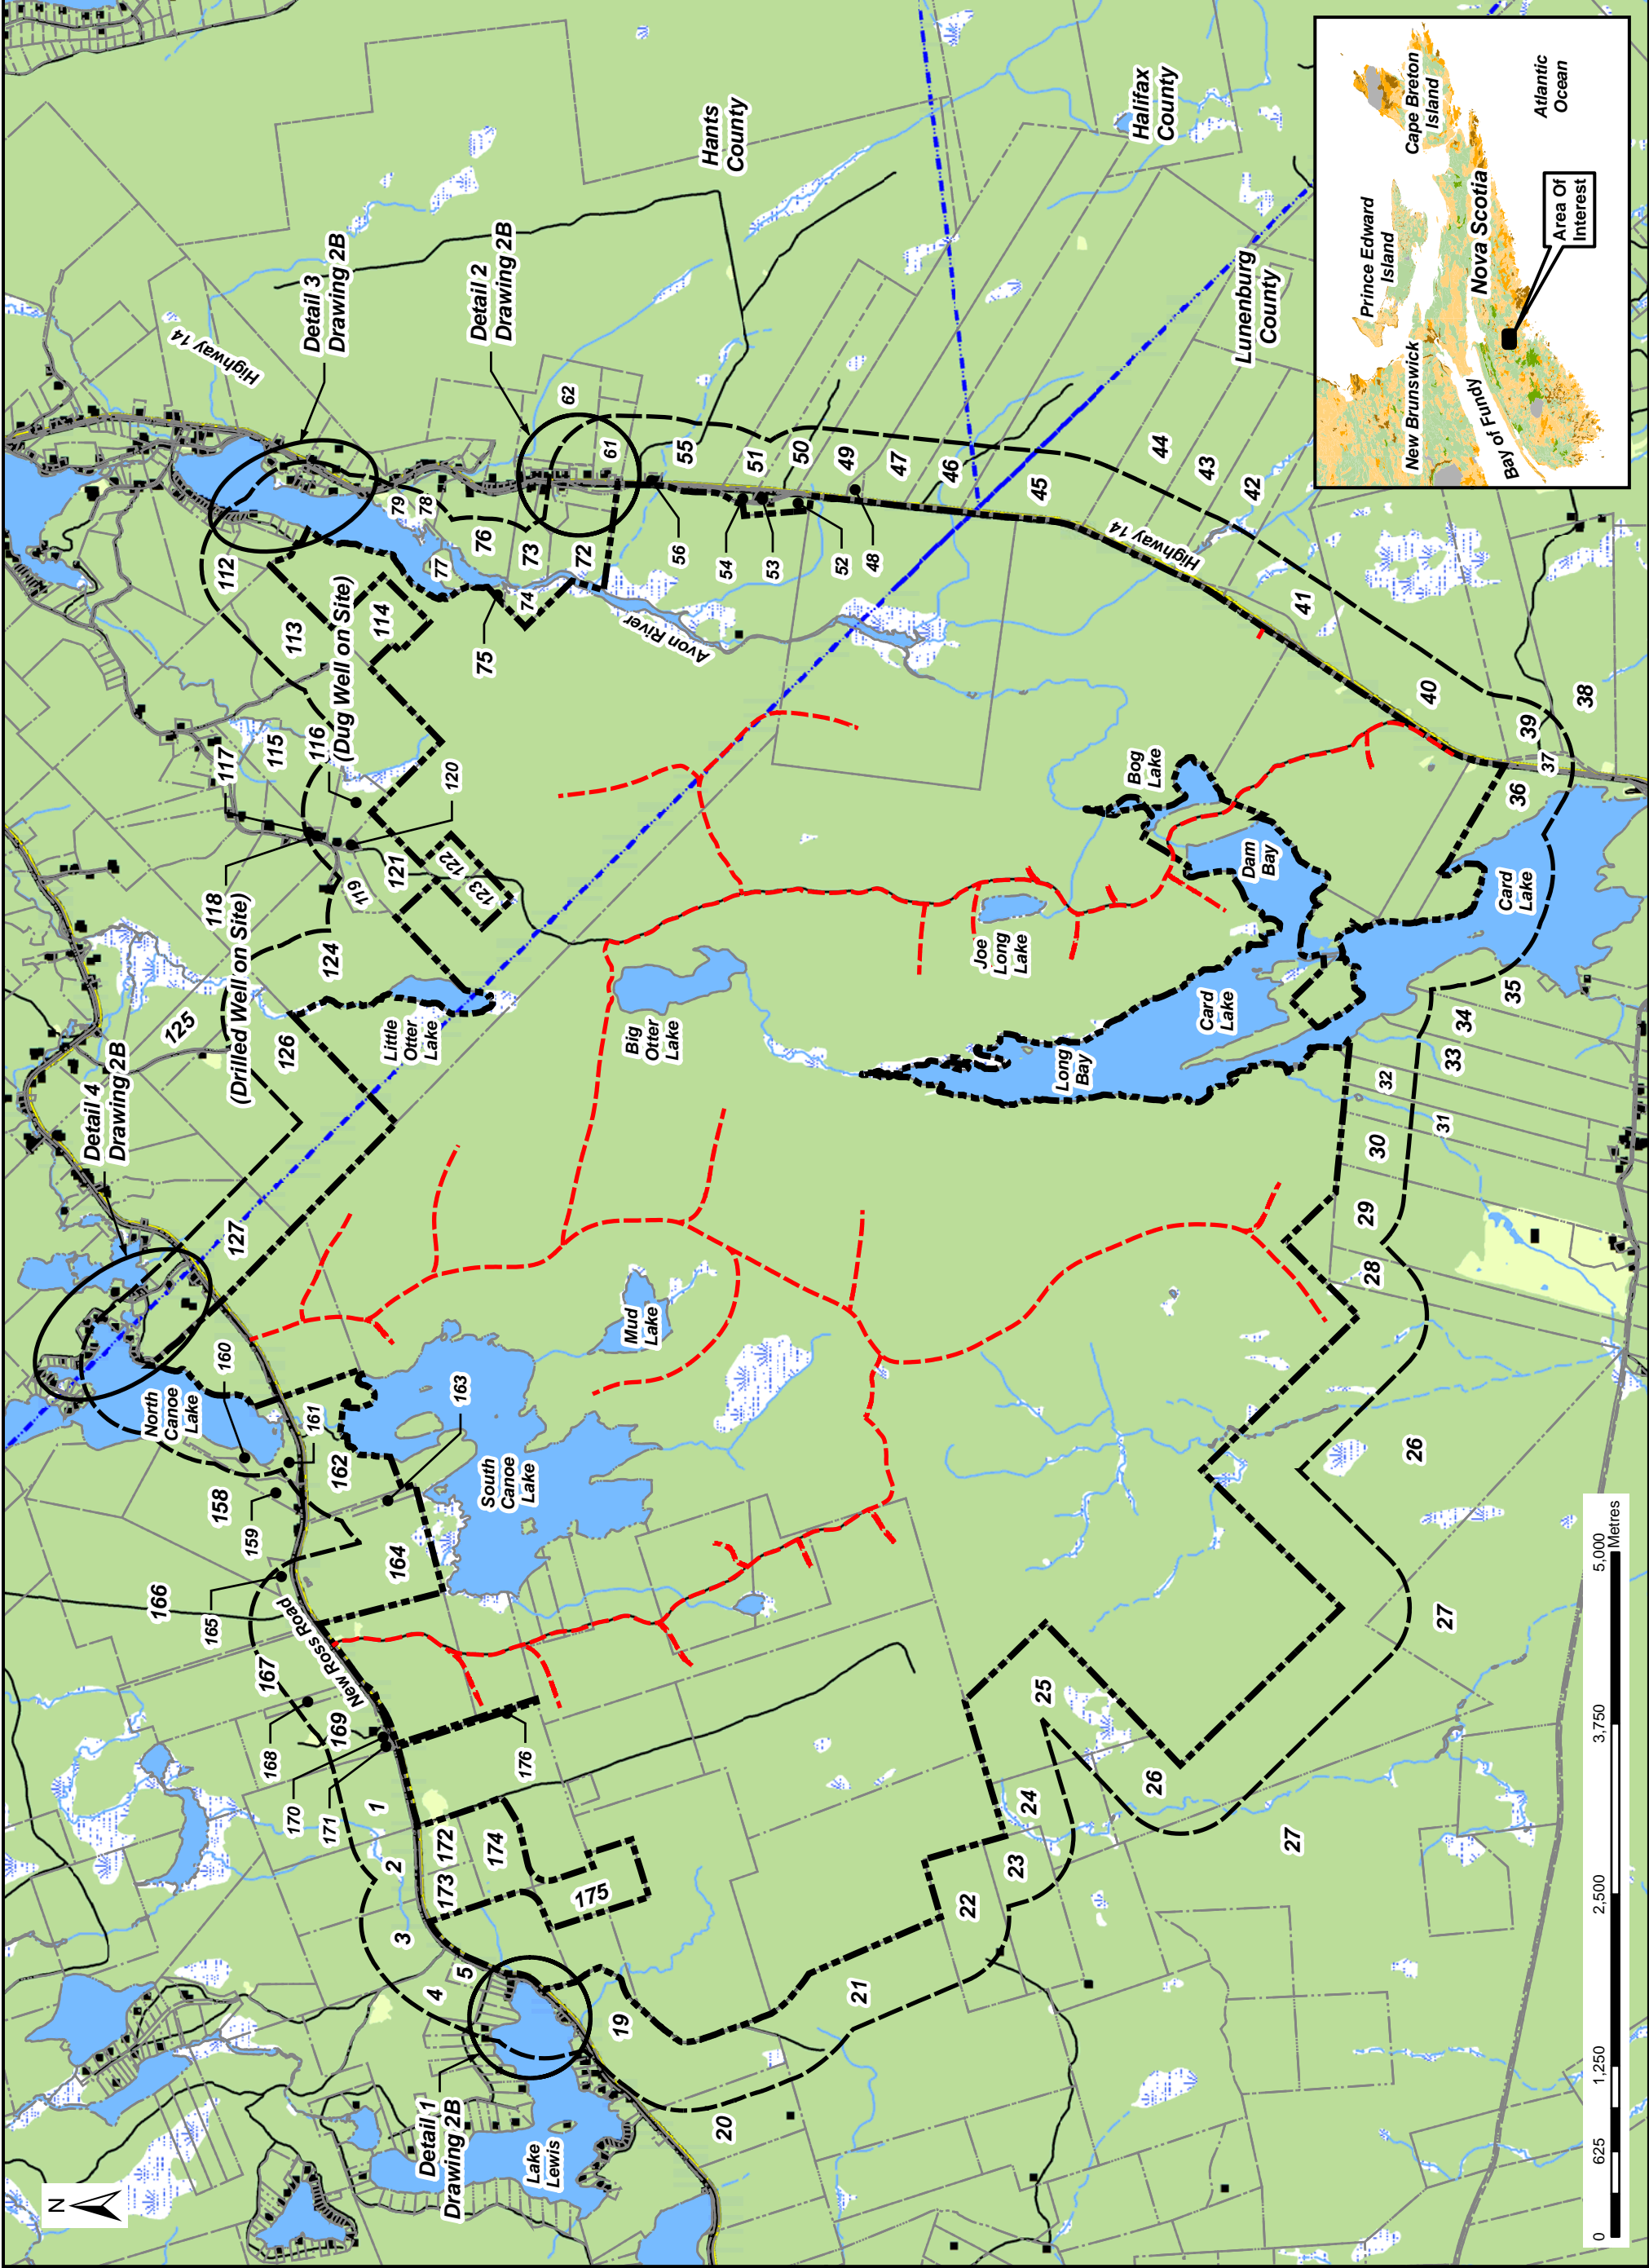 N
Detail 1
Drawing 2B
Lake
Lewis
20
19
4
5
3
2
1
173
172
174
175
21
22
23
24
25
26
27
27
26
176
171
170
169
168
167
166
165
New Ross Road
164
163
162
161
160
159
158
North
Canoe
Lake
South
Canoe
Lake
Mud
Lake
Detail 4
Drawing 2B
127
126
125
124
118
(Drilled Well on Site)
Little
Otter
Lake
Big
Otter
Lake
119
121
122
123
120
117
115
116
(Dug Well on Site)
113
114
112
Highway 14
Detail 3
Drawing 2B
Detail 2
Drawing 2B
79
78
77
76
75
74
73
72
62
61
56
55
54
53
52
51
50
49
48
47
46
45
44
43
42
41
40
39
38
37
36
35
34
33
32
31
30
29
28
Avon River
Highway 14
Hants
County
Halifax
County
Lunenburg
County
Bog
Lake
Dam
Bay
Joe
Long
Lake
Card
Lake
Long
Bay
Card
Lake
Prince Edward
Island
Cape Breton
Island
New Brunswick
Nova Scotia
Bay of Fundy
Atlantic
Ocean
Area Of
Interest
0 625 1,250 2,500 3,750 5,000
Metres